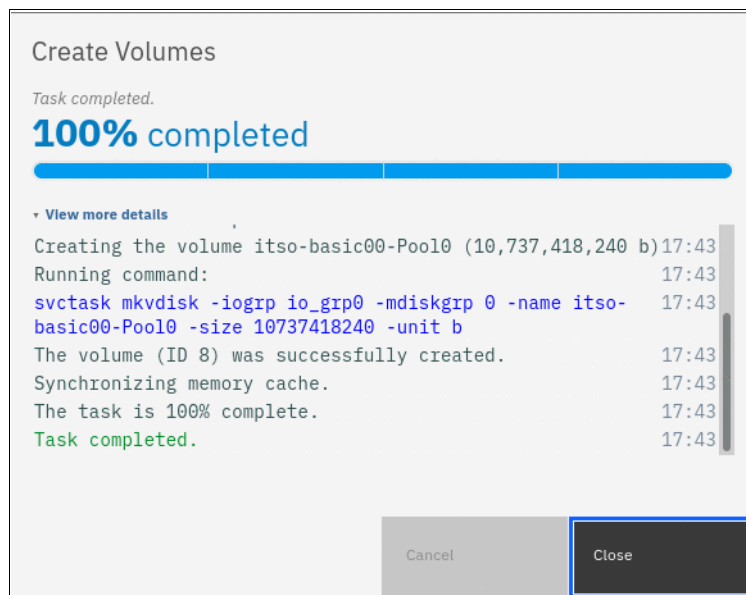 Create Volumes
Task completed.
100% completed
View more details
Creating the volume itso-basic00-Pool0 (10,737,418,240 b) 17:43
Running command: 17:43
svctask mkvdisk -iogrp io_grp0 -mdiskgrp 0 -name itso- 17:43
basic00-Pool0 -size 10737418240 -unit b
The volume (ID 8) was successfully created. 17:43
Synchronizing memory cache. 17:43
The task is 100% complete. 17:43
Task completed. 17:43
Cancel Close